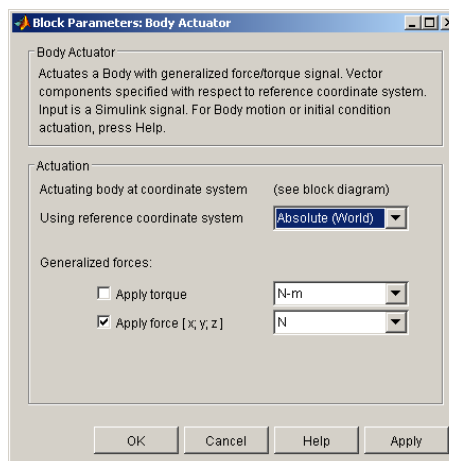 Block Parameters: Body Actuator
Body Actuator
Actuates a Body with generalized force/torque signal. Vector
components specified with respect to reference coordinate system.
Input is a Simulink signal. For Body motion or initial condition
actuation, press Help.
Actuation
Actuating body at coordinate system (see block diagram)
Using reference coordinate system Absolute (World)
Generalized forces:
Apply torque N-m
Apply force [ x; y; z ] N
OK Cancel Help Apply